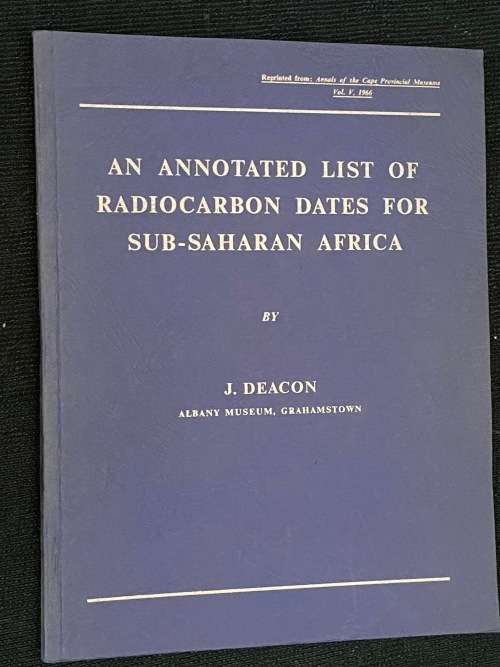 Reprinted from: Annals of the Cape Provincial Museums
Vol. V, 1966
AN ANNOTATED LIST OF
RADIOCARBON DATES FOR
SUB-SAHARAN AFRICA
BY
J. DEACON
ALBANY MUSEUM, GRAHAMSTOWN